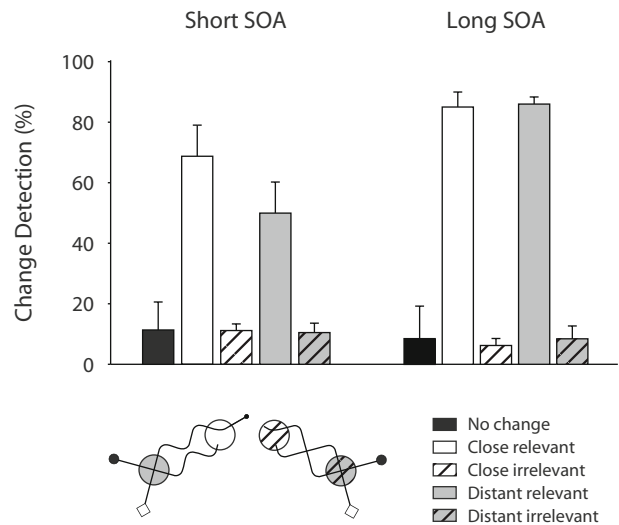 Short SOA
Long SOA
Change Detection (%)
100
80
60
40
20
0
No change
Close relevant
Close irrelevant
Distant relevant
Distant irrelevant